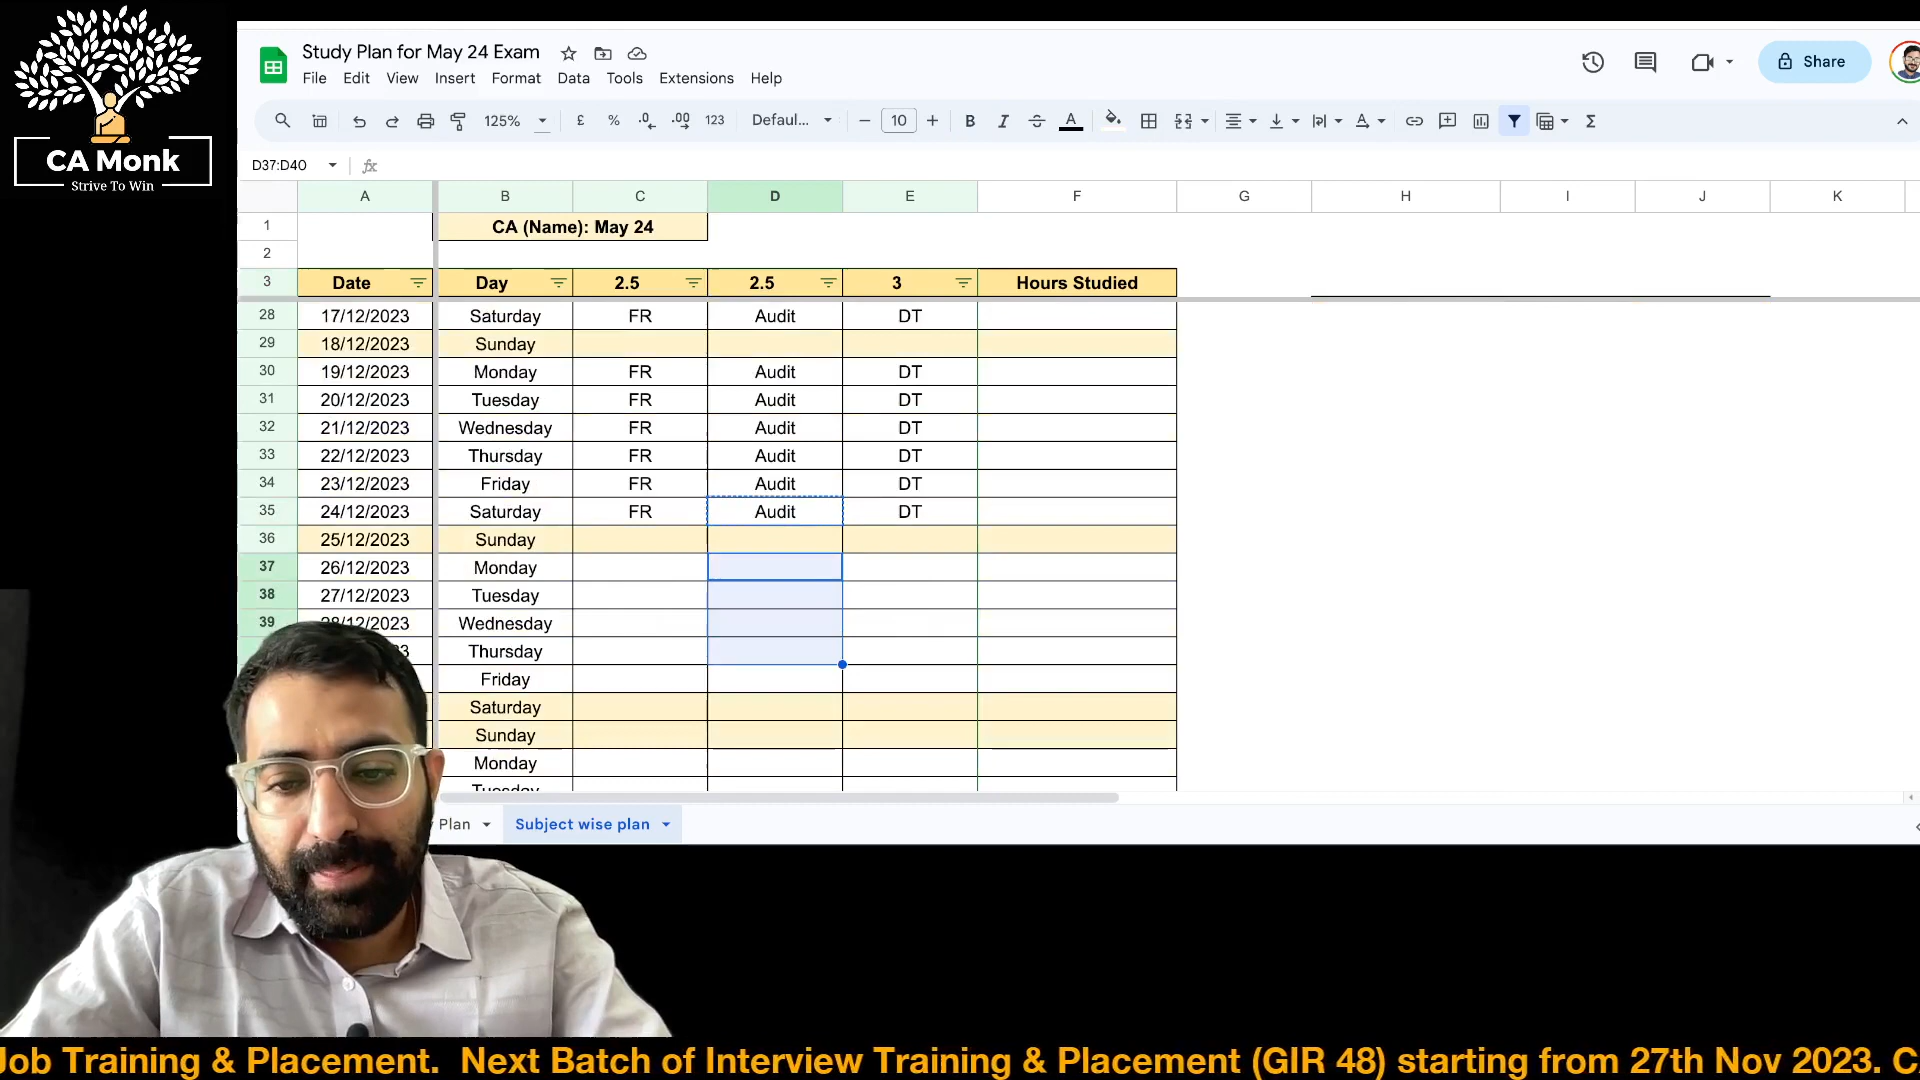 CA Monk
Strive To Win
Study Plan for May 24 Exam
Share
File Edit View Insert Format Data Tools Extensions Help
125% £ % .0 .00 123 Defaul... 10 B I A
D37:D40
A B C D E F G H I J K
1 CA (Name): May 24
2
3 Date Day 2.5 2.5 3 Hours Studied
28 17/12/2023 Saturday FR Audit DT
29 18/12/2023 Sunday
30 19/12/2023 Monday FR Audit DT
31 20/12/2023 Tuesday FR Audit DT
32 21/12/2023 Wednesday FR Audit DT
33 22/12/2023 Thursday FR Audit DT
34 23/12/2023 Friday FR Audit DT
35 24/12/2023 Saturday FR Audit DT
36 25/12/2023 Sunday
37 26/12/2023 Monday
38 27/12/2023 Tuesday
39 28/12/2023 Wednesday
Thursday
Friday
Saturday
Sunday
Monday
Tuesday
Plan Subject wise plan
Job Training & Placement. Next Batch of Interview Training & Placement (GIR 48) starting from 27th Nov 2023.